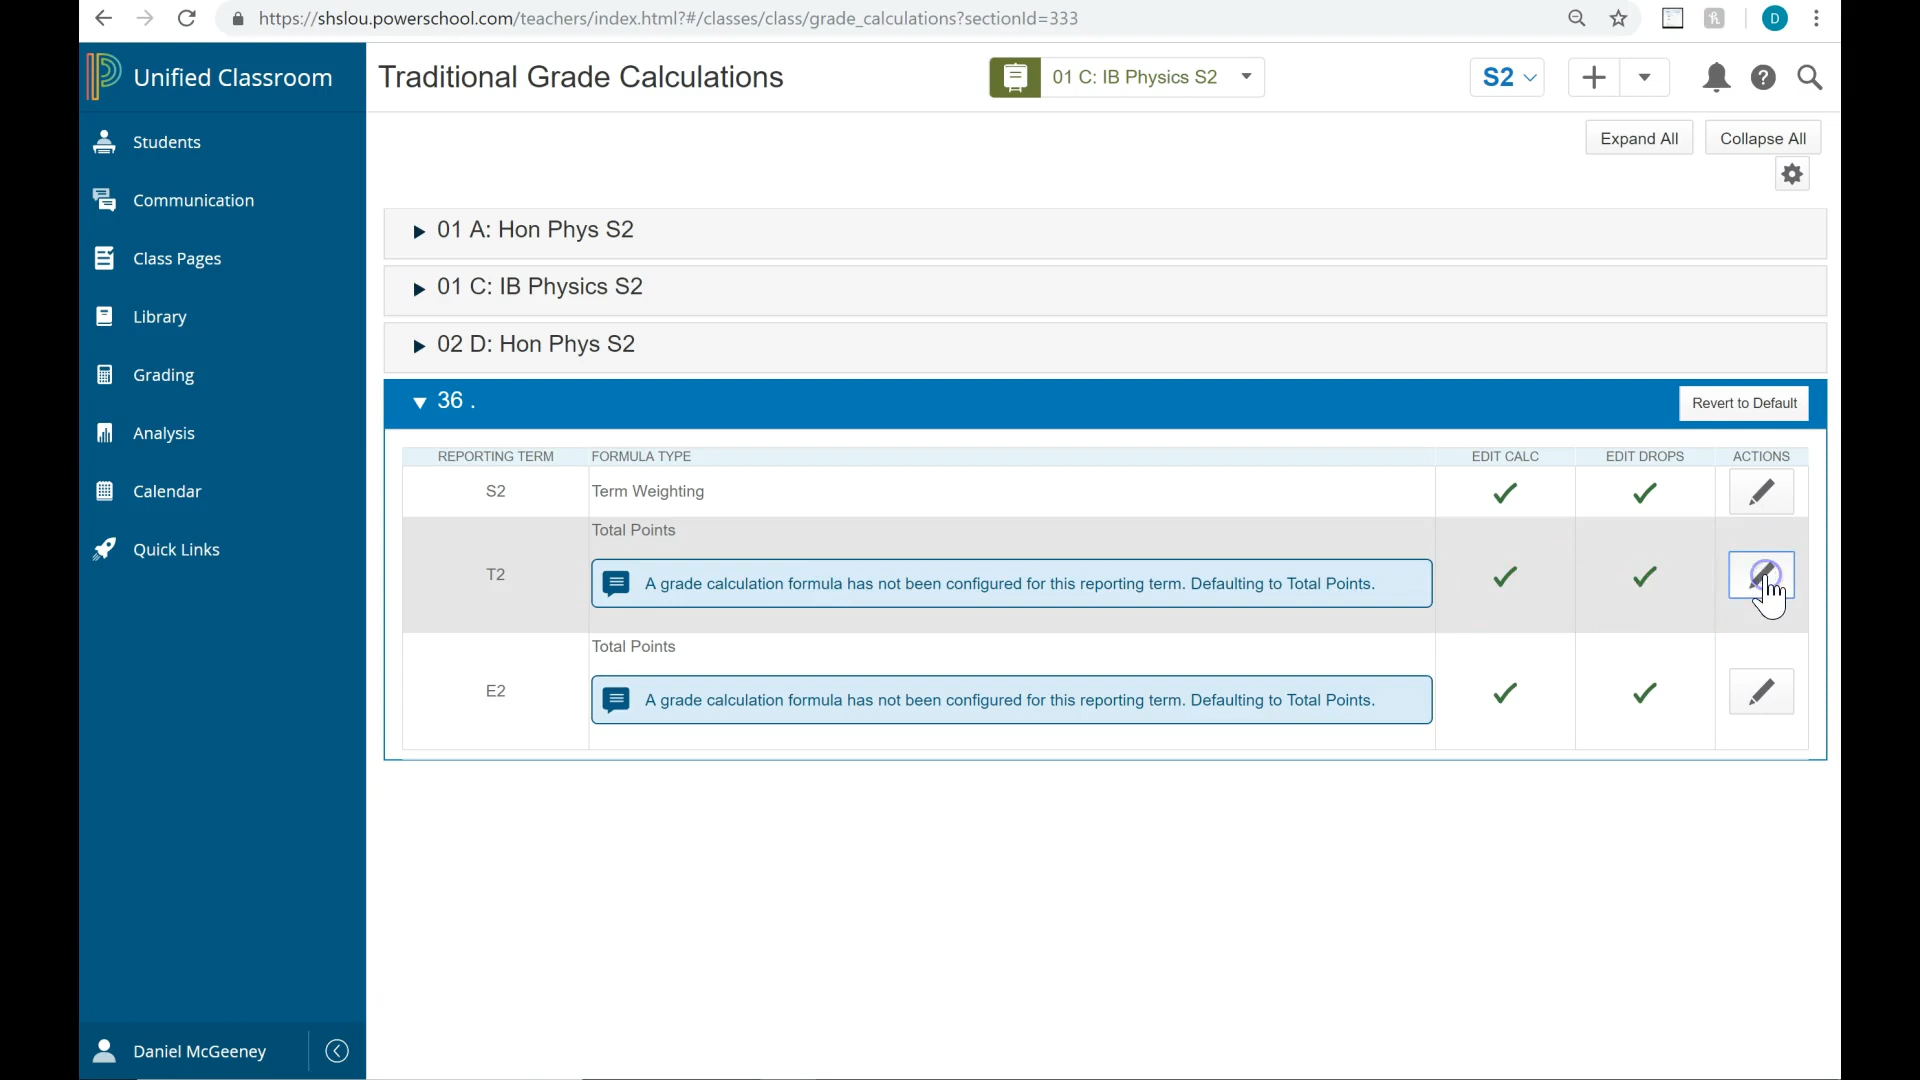 https://shslou.powerschool.com/teachers/index.html?#/classes/class/grade_calculations?sectionId=333
D
Unified Classroom
Traditional Grade Calculations
01 C: IB Physics S2
S2
Students
Communication
Class Pages
Library
Grading
Analysis
Calendar
Quick Links
Daniel McGeeney
Expand All
Collapse All
01 A: Hon Phys S2
01 C: IB Physics S2
02 D: Hon Phys S2
36 .
Revert to Default
REPORTING TERM FORMULA TYPE EDIT CALC EDIT DROPS ACTIONS
S2 Term Weighting
Total Points
T2 A grade calculation formula has not been configured for this reporting term. Defaulting to Total Points.
Total Points
E2 A grade calculation formula has not been configured for this reporting term. Defaulting to Total Points.